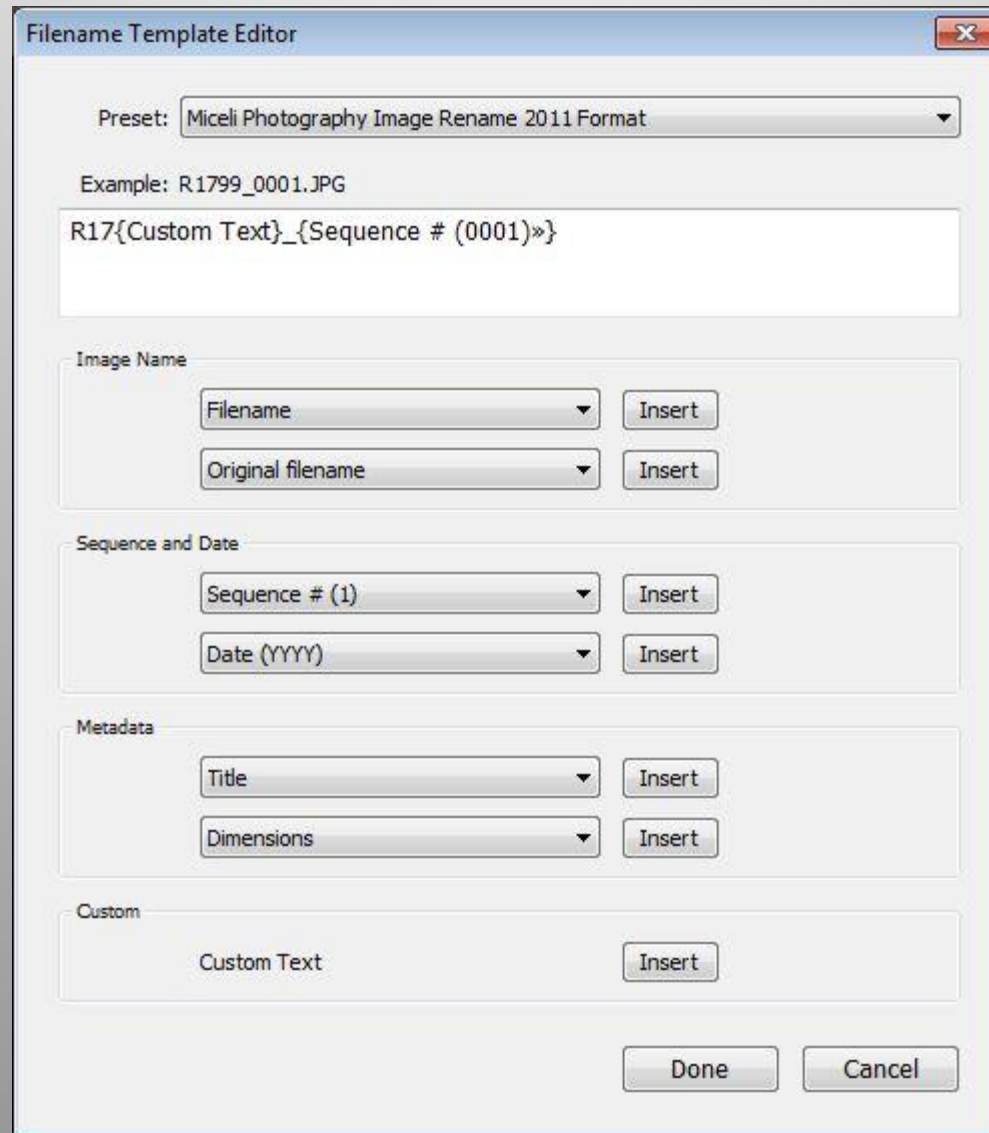 Filename Template Editor
Preset: Miceli Photography Image Rename 2011 Format
Example: R1799_0001.JPG
R17{Custom Text}_{Sequence # (0001)»}
Image Name
Filename Insert
Original filename Insert
Sequence and Date
Sequence # (1) Insert
Date (YYYY) Insert
Metadata
Title Insert
Dimensions Insert
Custom
Custom Text Insert
Done Cancel